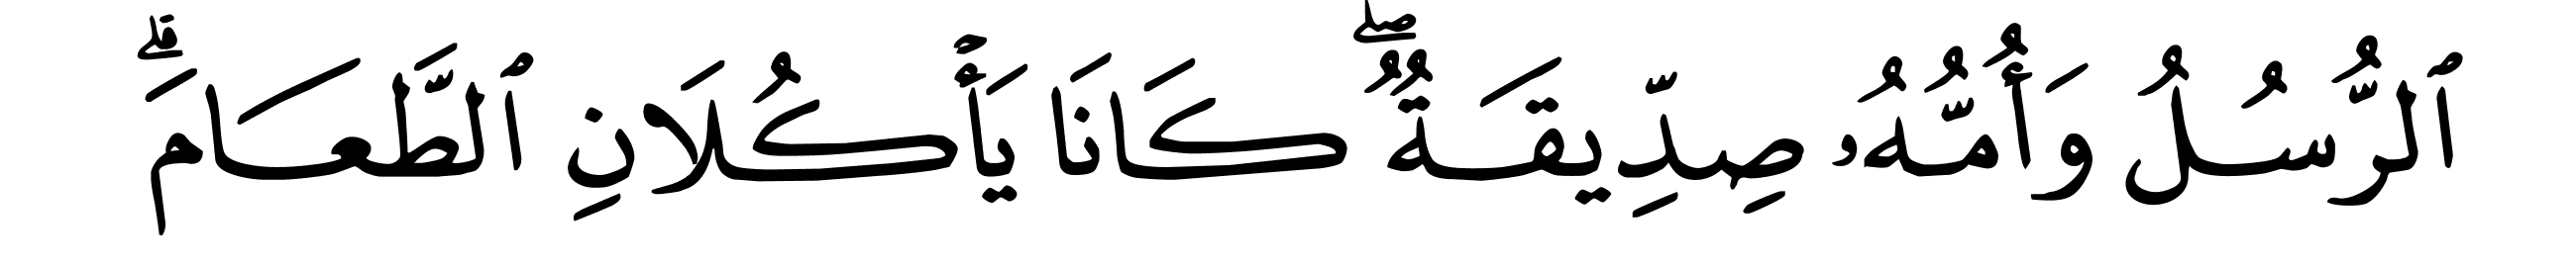 ٱلرُّسُلُ وَأُمُّهُۥ صِدِّيقَةٌۖ كَانَا يَأۡكُلَانِ ٱلطَّعَامَۗ